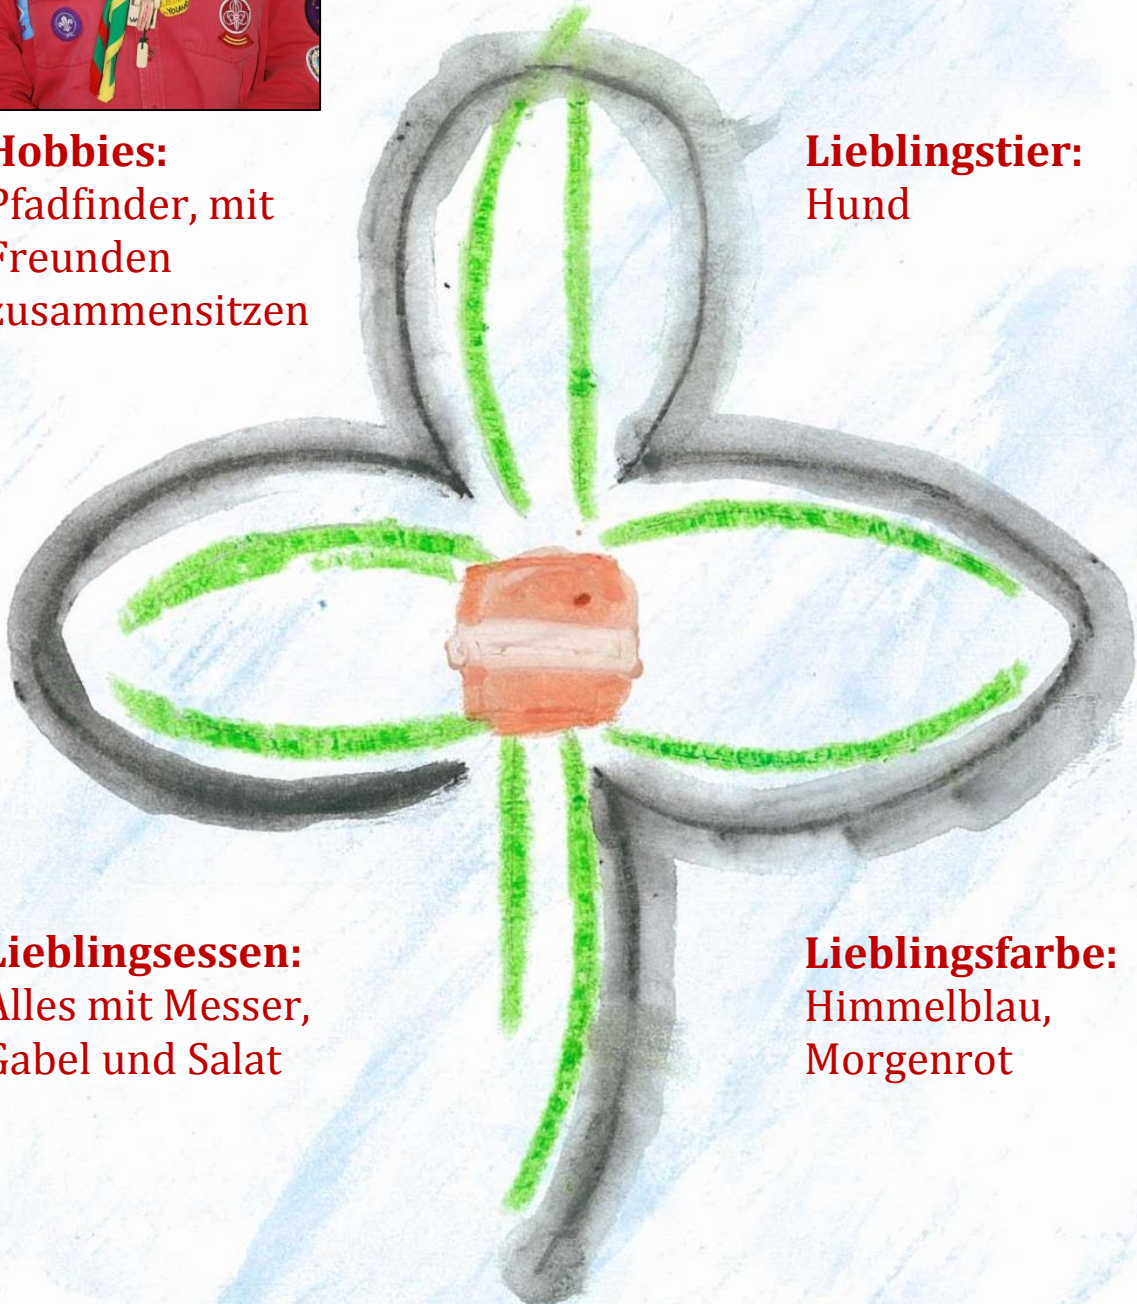 Hobbies:
Pfadfinder, mit
Freunden
zusammensitzen
Lieblingstier:
Hund
Lieblingsessen:
Alles mit Messer,
Gabel und Salat
Lieblingsfarbe:
Himmelblau,
Morgenrot